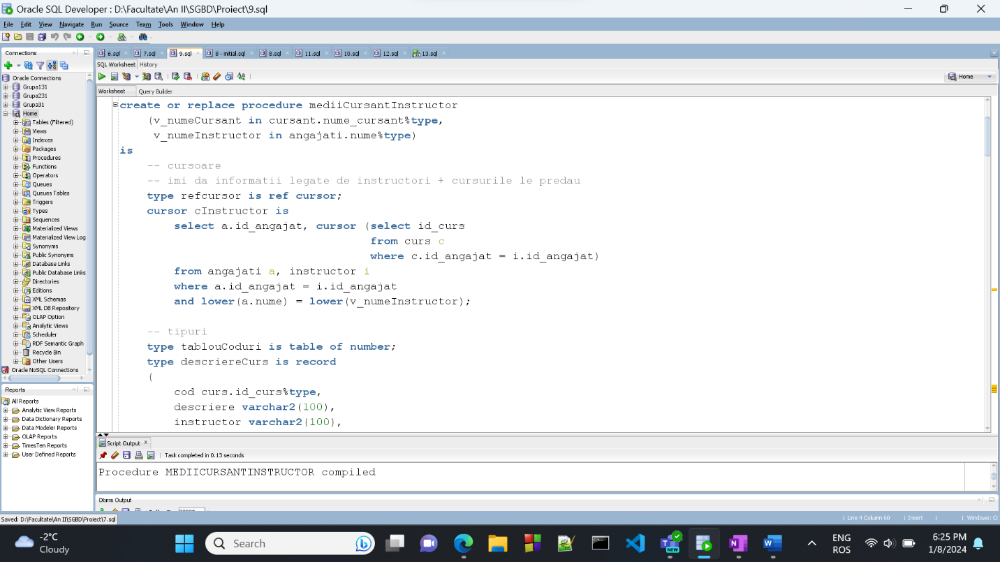 Oracle SQL Developer : D:\Facultate\An II\SGBD\Proiect\9.sql
File Edit View Navigate Run Source Team Tools Window Help
Connections
Oracle Connections
Grupa131
Grupa231
Grupa31
Home
Tables (Filtered)
Views
Indexes
Packages
Procedures
Functions
Operators
Queues
Queues Tables
Triggers
Types
Sequences
Materialized Views
Materialized View Log
Synonyms
Public Synonyms
Database Links
Public Database Links
Directories
Editions
XML Schemas
XML DB Repository
OLAP Option
Analytic Views
Scheduler
RDF Semantic Graph
Recycle Bin
Other Users
Oracle NoSQL Connections
Reports
All Reports
Analytic View Reports
Data Dictionary Reports
Data Modeler Reports
OLAP Reports
TimesTen Reports
User Defined Reports
6.sql 7.sql 9.sql 8 - initial.sql 8.sql 11.sql 10.sql 12.sql 13.sql
SQL Worksheet History
Home
Worksheet Query Builder
create or replace procedure mediiCursantInstructor
(v_numeCursant in cursant.nume_cursant%type,
v_numeInstructor in angajati.nume%type)
is
-- cursoare
-- imi da informatii legate de instructori + cursurile le predau
type refcursor is ref cursor;
cursor cInstructor is
select a.id_angajat, cursor (select id_curs
from curs c
where c.id_angajat = i.id_angajat)
from angajati a, instructor i
where a.id_angajat = i.id_angajat
and lower(a.nume) = lower(v_numeInstructor);
-- tipuri
type tablouCoduri is table of number;
type descriereCurs is record
(
cod curs.id_curs%type,
descriere varchar2(100),
instructor varchar2(100),
Script Output
Task completed in 0.13 seconds
Procedure MEDIICURSANTINSTRUCTOR compiled
Dbms Output
Saved: D:\Facultate\An II\SGBD\Proiect\7.sql
Line 4 Column 60 Insert Windows: Cl
-2°C
Cloudy
Search
NEW
ENG
ROS
6:25 PM
1/8/2024